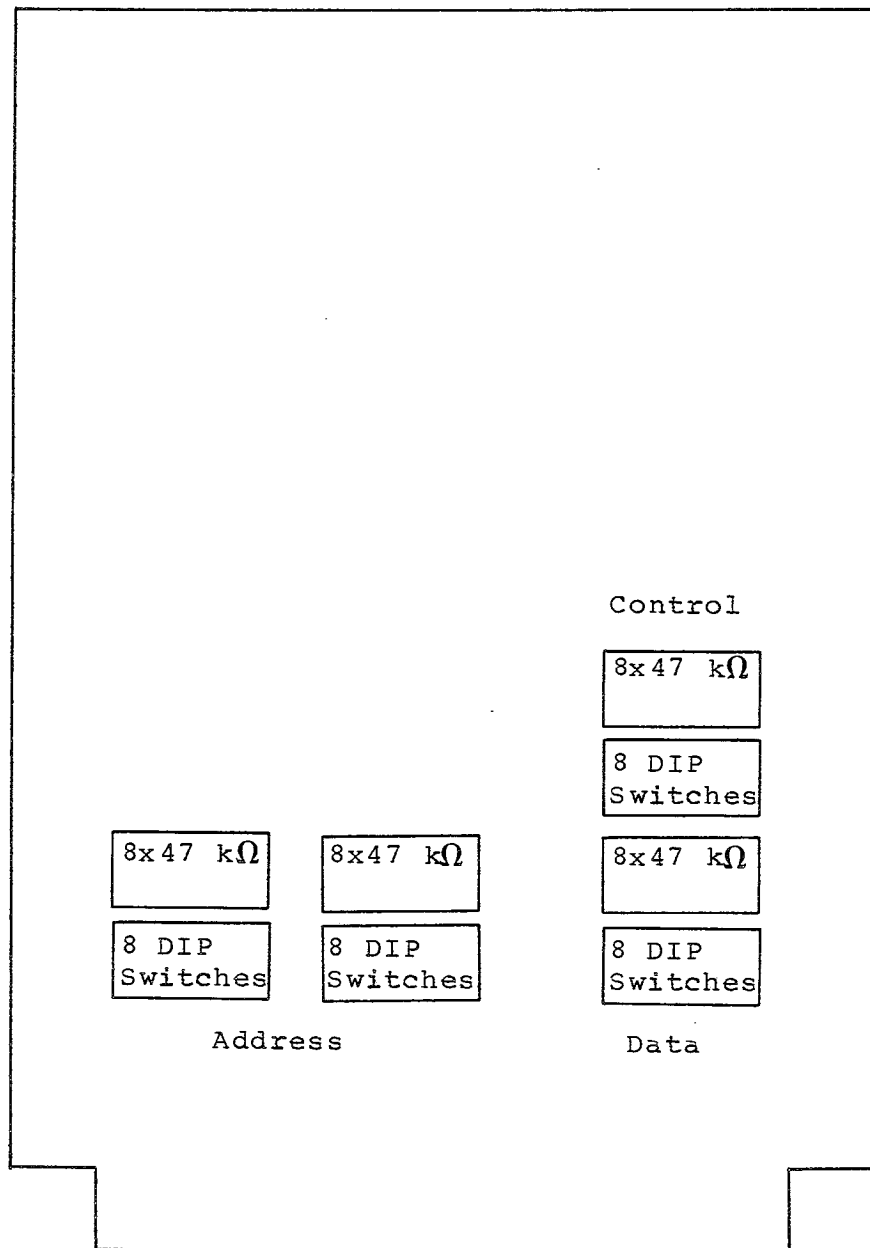 Control
8x47 kΩ
8 DIP
Switches
8x47 kΩ
8 DIP
Switches
8x47 kΩ
8 DIP
Switches
Address
8x47 kΩ
8 DIP
Switches
Data